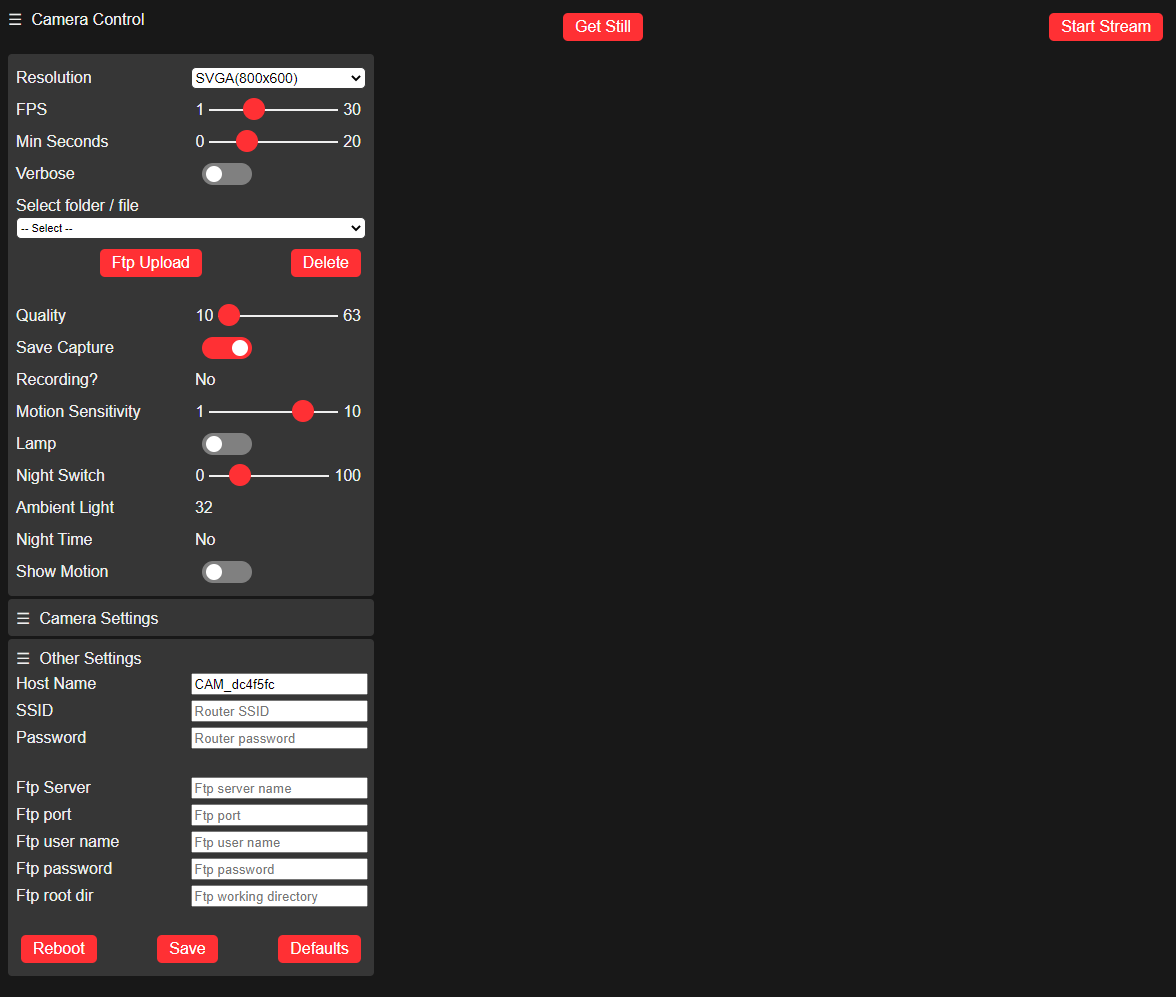 ☰ Camera Control
Get Still
Start Stream
Resolution SVGA(800x600)
FPS 1 30
Min Seconds 0 20
Verbose
Select folder / file
-- Select --
Ftp Upload Delete
Quality 10 63
Save Capture
Recording? No
Motion Sensitivity 1 10
Lamp
Night Switch 0 100
Ambient Light 32
Night Time No
Show Motion
☰ Camera Settings
☰ Other Settings
Host Name CAM_dc4f5fc
SSID Router SSID
Password Router password
Ftp Server Ftp server name
Ftp port Ftp port
Ftp user name Ftp user name
Ftp password Ftp password
Ftp root dir Ftp working directory
Reboot Save Defaults